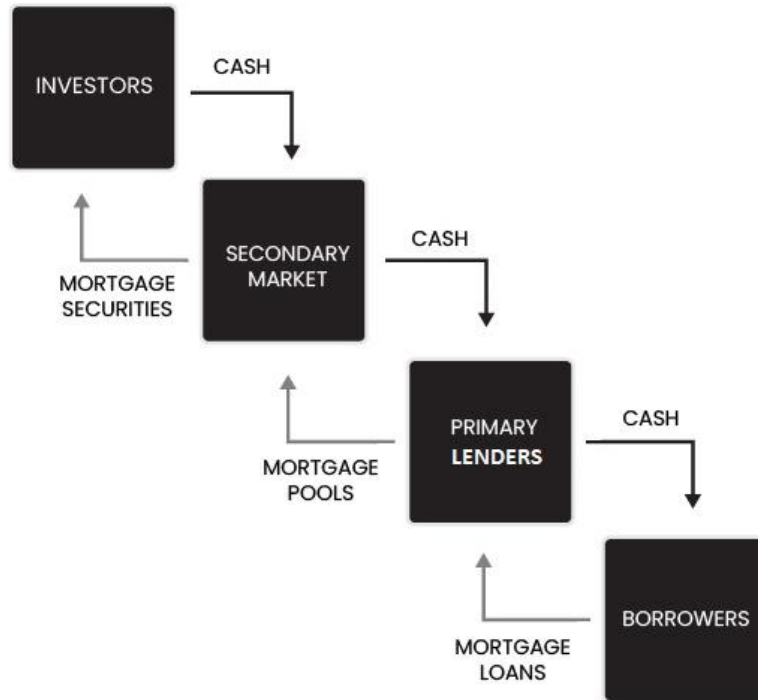 INVESTORS
CASH
MORTGAGE
SECURITIES
SECONDARY
MARKET
CASH
MORTGAGE
POOLS
PRIMARY
LENDERS
CASH
MORTGAGE
LOANS
BORROWERS